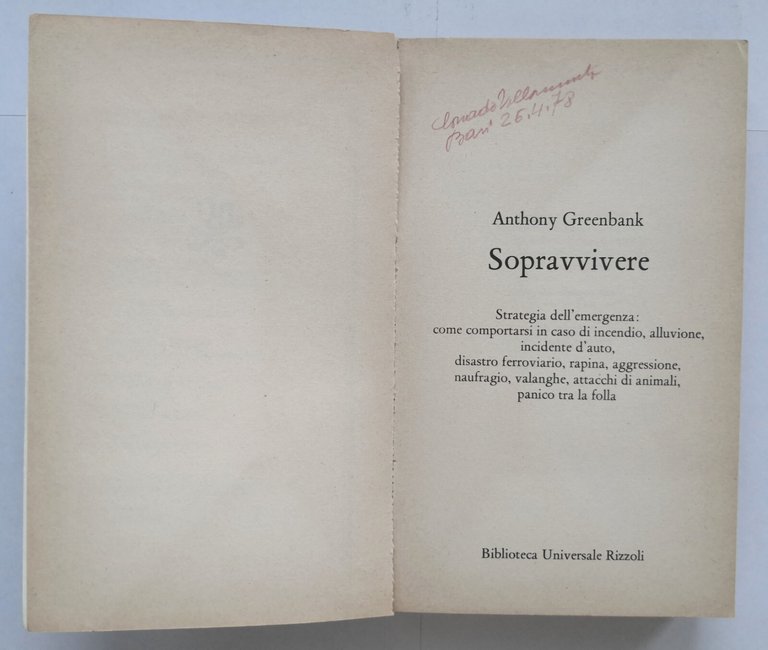 Corrado
Bari 26.4.78
Anthony Greenbank
Sopravvivere
Strategia dell'emergenza:
come comportarsi in caso di incendio, alluvione,
incidente d'auto,
disastro ferroviario, rapina, aggressione,
naufragio, valanghe, attacchi di animali,
panico tra la folla
Biblioteca Universale Rizzoli